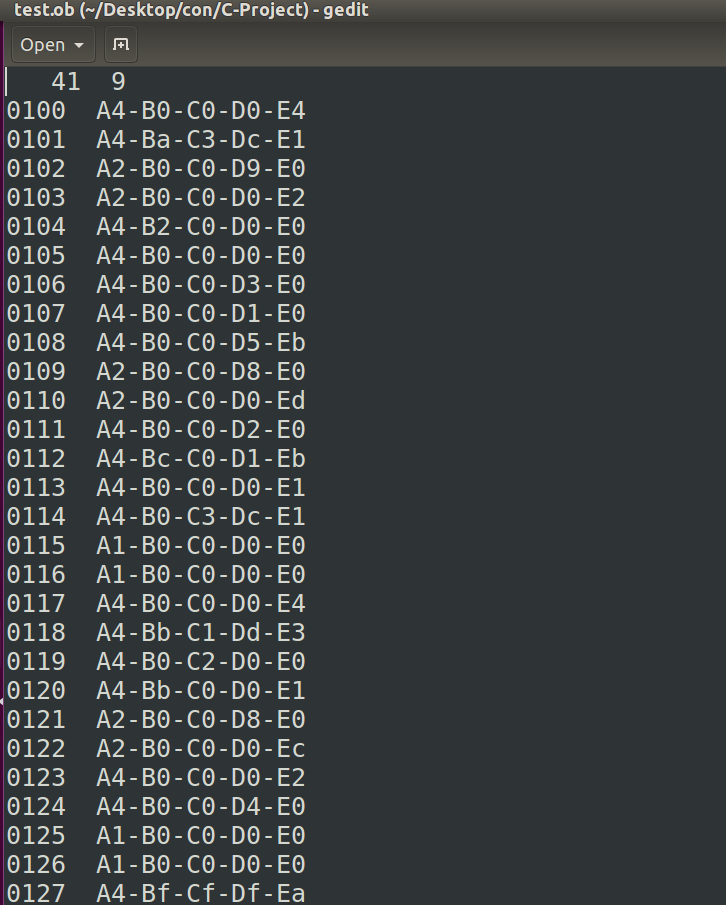 test.ob (~/Desktop/con/C-Project) - gedit
Open
41 9
0100 A4-B0-C0-D0-E4
0101 A4-Ba-C3-Dc-E1
0102 A2-B0-C0-D9-E0
0103 A2-B0-C0-D0-E2
0104 A4-B2-C0-D0-E0
0105 A4-B0-C0-D0-E0
0106 A4-B0-C0-D3-E0
0107 A4-B0-C0-D1-E0
0108 A4-B0-C0-D5-Eb
0109 A2-B0-C0-D8-E0
0110 A2-B0-C0-D0-Ed
0111 A4-B0-C0-D2-E0
0112 A4-Bc-C0-D1-Eb
0113 A4-B0-C0-D0-E1
0114 A4-B0-C3-Dc-E1
0115 A1-B0-C0-D0-E0
0116 A1-B0-C0-D0-E0
0117 A4-B0-C0-D0-E4
0118 A4-Bb-C1-Dd-E3
0119 A4-B0-C2-D0-E0
0120 A4-Bb-C0-D0-E1
0121 A2-B0-C0-D8-E0
0122 A2-B0-C0-D0-Ec
0123 A4-B0-C0-D0-E2
0124 A4-B0-C0-D4-E0
0125 A1-B0-C0-D0-E0
0126 A1-B0-C0-D0-E0
0127 A4-Bf-Cf-Df-Ea